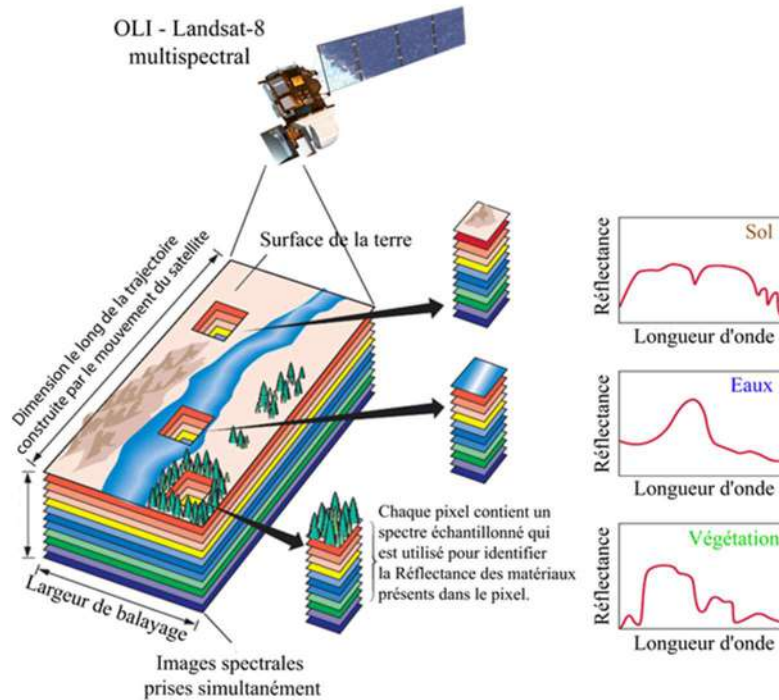 OLI - Landsat-8
multispectral
Surface de la terre
Dimension le long de la trajectoire
construite par le mouvement du satellite
Largeur de balayage
Images spectrales
prises simultanément
Chaque pixel contient un
spectre échantillonné qui
est utilisé pour identifier
la Réflectance des matériaux
présents dans le pixel.
Sol
Réflectance
Longueur d'onde
Eaux
Réflectance
Longueur d'onde
Végétation
Réflectance
Longueur d'onde